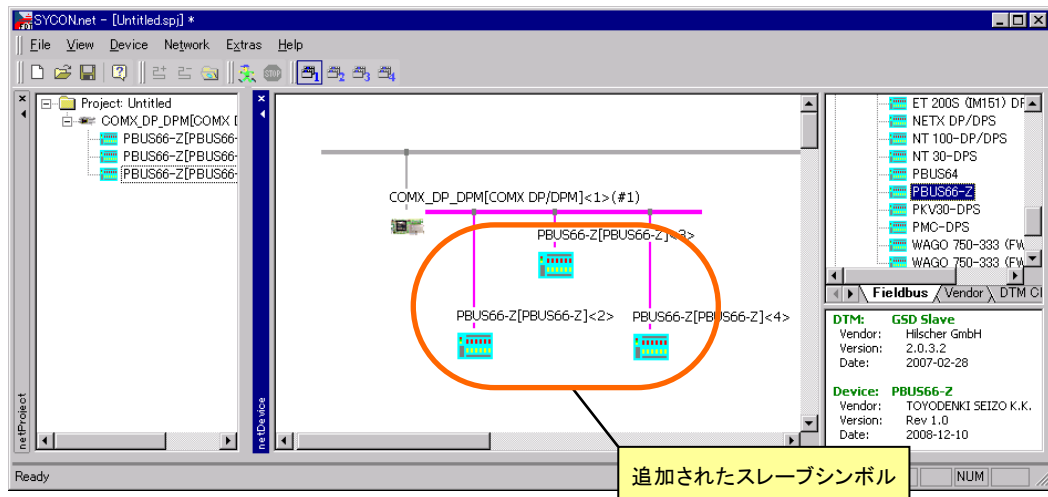 SYCON.net - [Untitled.spj] *
File View Device Network Extras Help
Project: Untitled
COMX_DP_DPM[COMX D
PBUS66-Z[PBUS66-
PBUS66-Z[PBUS66-
PBUS66-Z[PBUS66-
netProject
netDevice
COMX_DP_DPM[COMX DP/DPM]<1>(#1)
PBUS66-Z[PBUS66-Z]<3>
PBUS66-Z[PBUS66-Z]<2>
PBUS66-Z[PBUS66-Z]<4>
ET 200S (IM151) DF
NETX DP/DPS
NT 100-DP/DPS
NT 30-DPS
PBUS64
PBUS66-Z
PKV30-DPS
PMC-DPS
WAGO 750-333 (FW
WAGO 750-333 (FW
Fieldbus Vendor DTM Cl
DTM: GSD Slave
Vendor: Hilscher GmbH
Version: 2.0.3.2
Date: 2007-02-28
Device: PBUS66-Z
Vendor: TOYODENKI SEIZO K.K.
Version: Rev 1.0
Date: 2008-12-10
追加されたスレーブシンボル
Ready
NUM